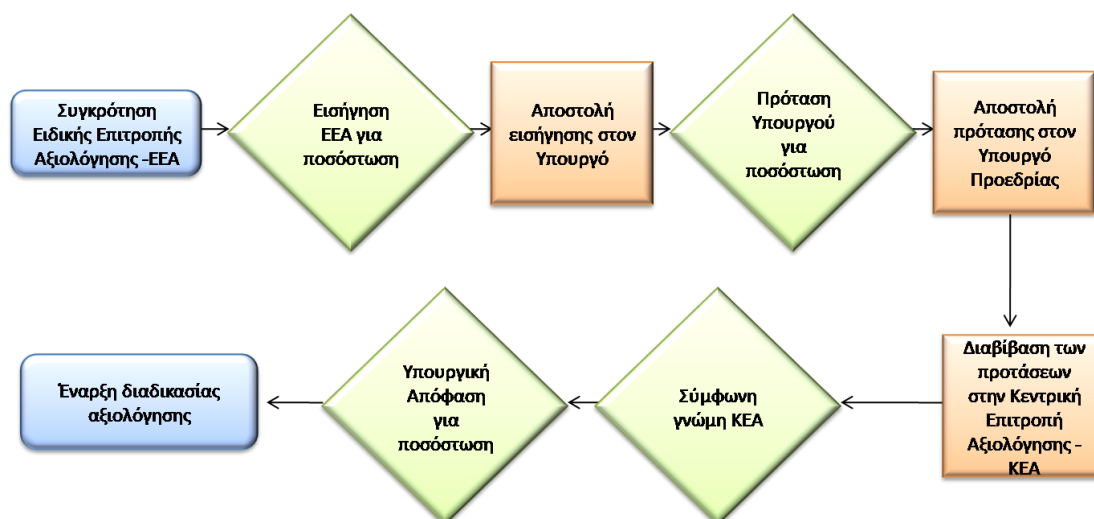 Συγκρότηση
Ειδικής Επιτροπής
Αξιολόγησης -ΕΕΑ
Εισήγηση
ΕΕΑ για
ποσόστωση
Αποστολή
εισήγησης στον
Υπουργό
Πρόταση
Υπουργού
για
ποσόστωση
Αποστολή
πρότασης στον
Υπουργό
Προεδρίας
Διαβίβαση των
προτάσεων
στην Κεντρική
Επιτροπή
Αξιολόγησης -
ΚΕΑ
Σύμφωνη
γνώμη ΚΕΑ
Υπουργική
Απόφαση
για
ποσόστωση
Έναρξη διαδικασίας
αξιολόγησης